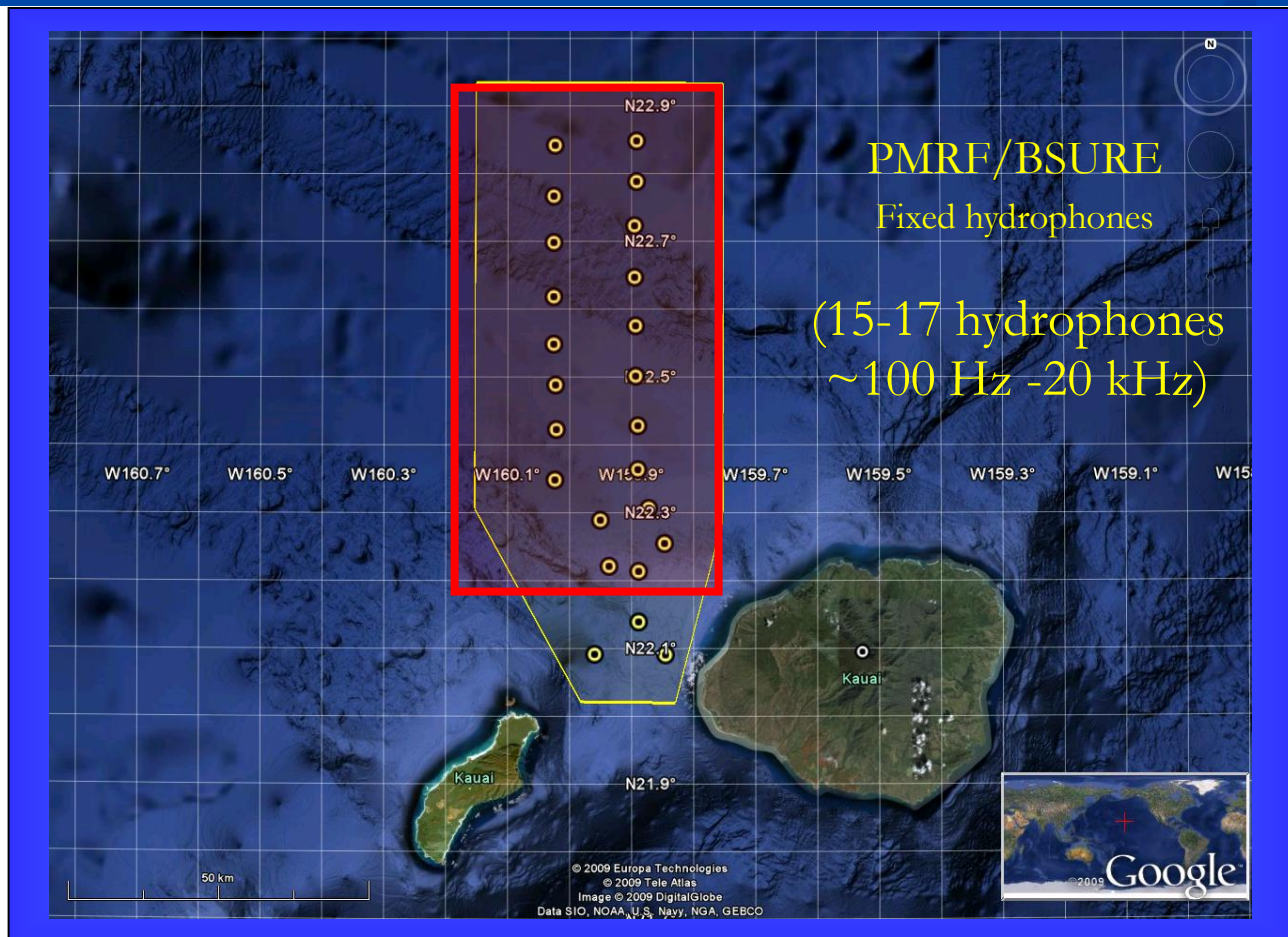 N
N22.9°
PMRF/BSURE
Fixed hydrophones
N22.7°
(15-17 hydrophones
~100 Hz -20 kHz)
2.5°
W160.7° W160.5° W160.3° W160.1° W159.9° W159.7° W159.5° W159.3° W159.1°
N22.3°
N22.1°
Kauai
Kauai
N21.9°
50 km
© 2009 Europa Technologies
© 2009 Tele Atlas
Image © 2009 DigitalGlobe
Data SIO, NOAA, U.S. Navy, NGA, GEBCO
©2009 Google